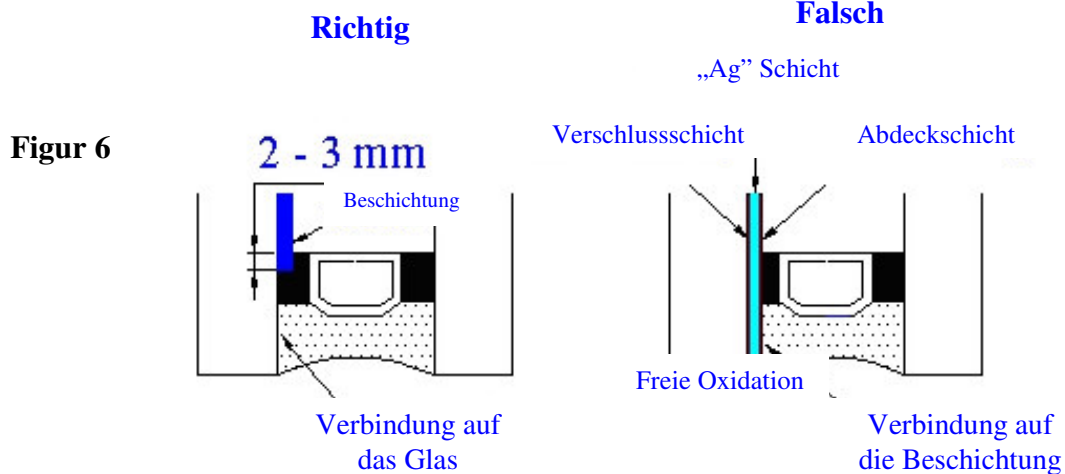 Richtig
Falsch
„Ag” Schicht
Figur 6
2 - 3 mm
Verschlussschicht
Abdeckschicht
Beschichtung
Freie Oxidation
Verbindung auf
das Glas
Verbindung auf
die Beschichtung